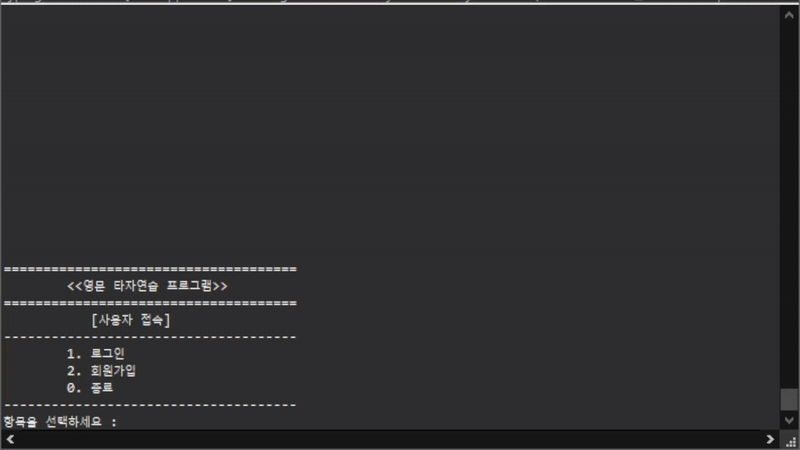 =====================================
<<영문 타자연습 프로그램>>
=====================================
[사용자 접속]
-------------------------------------
1. 로그인
2. 회원가입
0. 종료
-------------------------------------
항목을 선택하세요 :